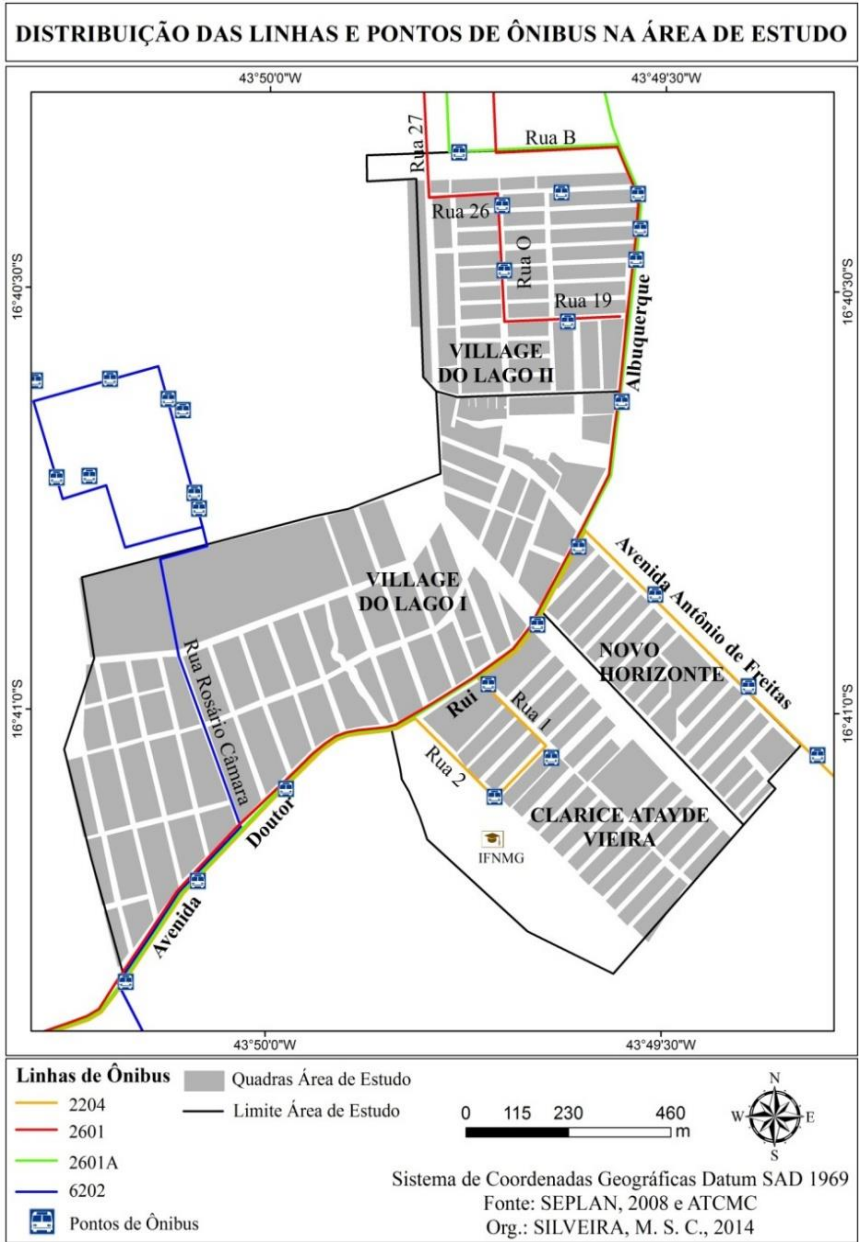 DISTRIBUIÇÃO DAS LINHAS E PONTOS DE ÔNIBUS NA ÁREA DE ESTUDO
43°50'0"W
43°49'30"W
Rua 27
Rua B
Rua 26
Rua O
16°40'30"S
16°40'30"S
Rua 19
Albuquerque
VILLAGE
DO LAGO II
Avenida Antônio de Freitas
VILLAGE
DO LAGO I
NOVO
HORIZONTE
Rua Rosário Câmara
Rui
Rua 1
16°41'0"S
16°41'0"S
Rua 2
Doutor
CLARICE ATAYDE
VIEIRA
IFNMG
Avenida
43°50'0"W
43°49'30"W
Linhas de Ônibus
2204
2601
2601A
6202
Pontos de Ônibus
Quadras Área de Estudo
Limite Área de Estudo
0 115 230 460
m
N
W E
S
Sistema de Coordenadas Geográficas Datum SAD 1969
Fonte: SEPLAN, 2008 e ATCMC
Org.: SILVEIRA, M. S. C., 2014